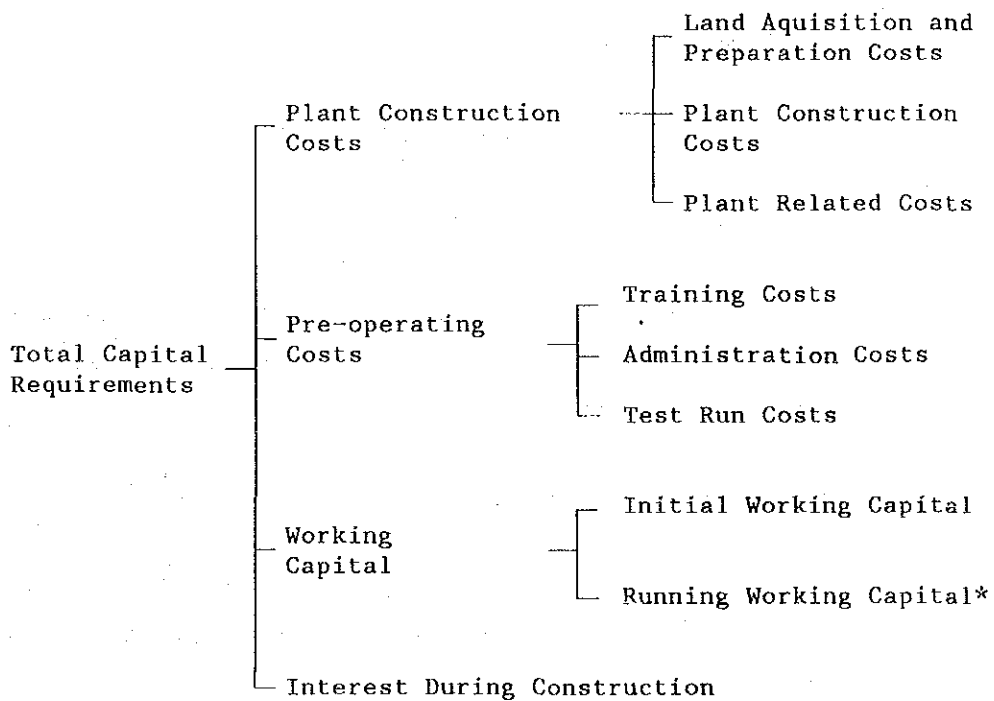 Land Aquisition and
Preparation Costs
Plant Construction
Costs
Plant Construction
Costs
Plant Related Costs
Training Costs
Pre-operating
Costs
Administration Costs
Total Capital
Requirements
Test Run Costs
Initial Working Capital
Working
Capital
Running Working Capital*
Interest During Construction